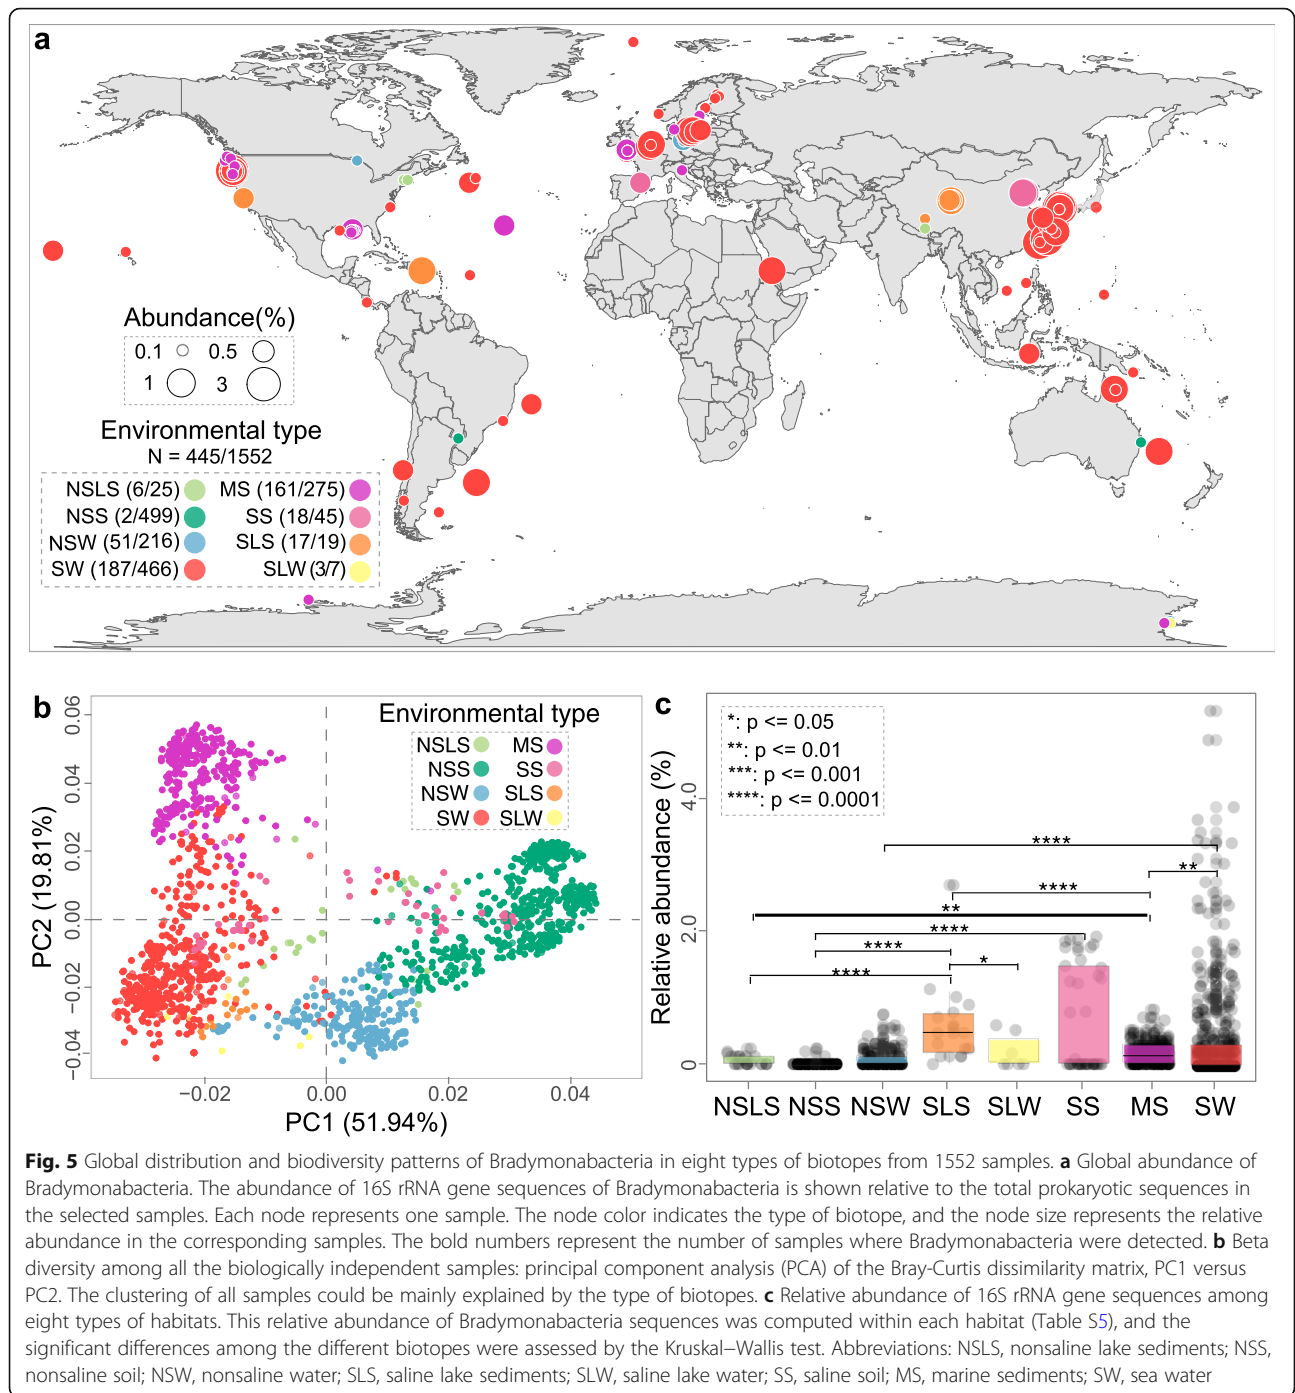 a
Abundance(%)
0.1 0.5
1 3
Environmental type
N = 445/1552
NSLS (6/25) MS (161/275)
NSS (2/499) SS (18/45)
NSW (51/216) SLS (17/19)
SW (187/466) SLW (3/7)
b
Environmental type
NSLS MS
NSS SS
NSW SLS
SW SLW
PC2 (19.81%)
0.06
0.04
0.02
0.00
−0.02
−0.04
−0.02 0.00 0.02 0.04
PC1 (51.94%)
c
*: p <= 0.05
**: p <= 0.01
***: p <= 0.001
****: p <= 0.0001
Relative abundance (%)
4.0
2.0
0
****
**
****
**
****
****
*
****
NSLS NSS NSW SLS SLW SS MS SW
Fig. 5 Global distribution and biodiversity patterns of Bradymonabacteria in eight types of biotopes from 1552 samples. a Global abundance of
Bradymonabacteria. The abundance of 16S rRNA gene sequences of Bradymonabacteria is shown relative to the total prokaryotic sequences in
the selected samples. Each node represents one sample. The node color indicates the type of biotope, and the node size represents the relative
abundance in the corresponding samples. The bold numbers represent the number of samples where Bradymonabacteria were detected. b Beta
diversity among all the biologically independent samples: principal component analysis (PCA) of the Bray-Curtis dissimilarity matrix, PC1 versus
PC2. The clustering of all samples could be mainly explained by the type of biotopes. c Relative abundance of 16S rRNA gene sequences among
eight types of habitats. This relative abundance of Bradymonabacteria sequences was computed within each habitat (Table S5), and the
significant differences among the different biotopes were assessed by the Kruskal–Wallis test. Abbreviations: NSLS, nonsaline lake sediments; NSS,
nonsaline soil; NSW, nonsaline water; SLS, saline lake sediments; SLW, saline lake water; SS, saline soil; MS, marine sediments; SW, sea water